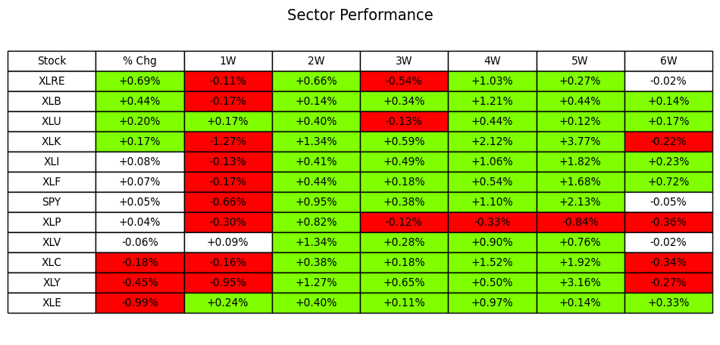 Sector Performance
Stock % Chg 1W 2W 3W 4W 5W 6W
XLRE +0.69% -0.11% +0.66% -0.54% +1.03% +0.27% -0.02%
XLB +0.44% -0.17% +0.14% +0.34% +1.21% +0.44% +0.14%
XLU +0.20% +0.17% +0.40% -0.13% +0.44% +0.12% +0.17%
XLK +0.17% -1.27% +1.34% +0.59% +2.12% +3.77% -0.22%
XLI +0.08% -0.13% +0.41% +0.49% +1.06% +1.82% +0.23%
XLF +0.07% -0.17% +0.44% +0.18% +0.54% +1.68% +0.72%
SPY +0.05% -0.66% +0.95% +0.38% +1.10% +2.13% -0.05%
XLP +0.04% -0.30% +0.82% -0.12% -0.33% -0.84% -0.36%
XLV -0.06% +0.09% +1.34% +0.28% +0.90% +0.76% -0.02%
XLC -0.18% -0.16% +0.38% +0.18% +1.52% +1.92% -0.34%
XLY -0.45% -0.95% +1.27% +0.65% +0.50% +3.16% -0.27%
XLE -0.99% +0.24% +0.40% +0.11% +0.97% +0.14% +0.33%